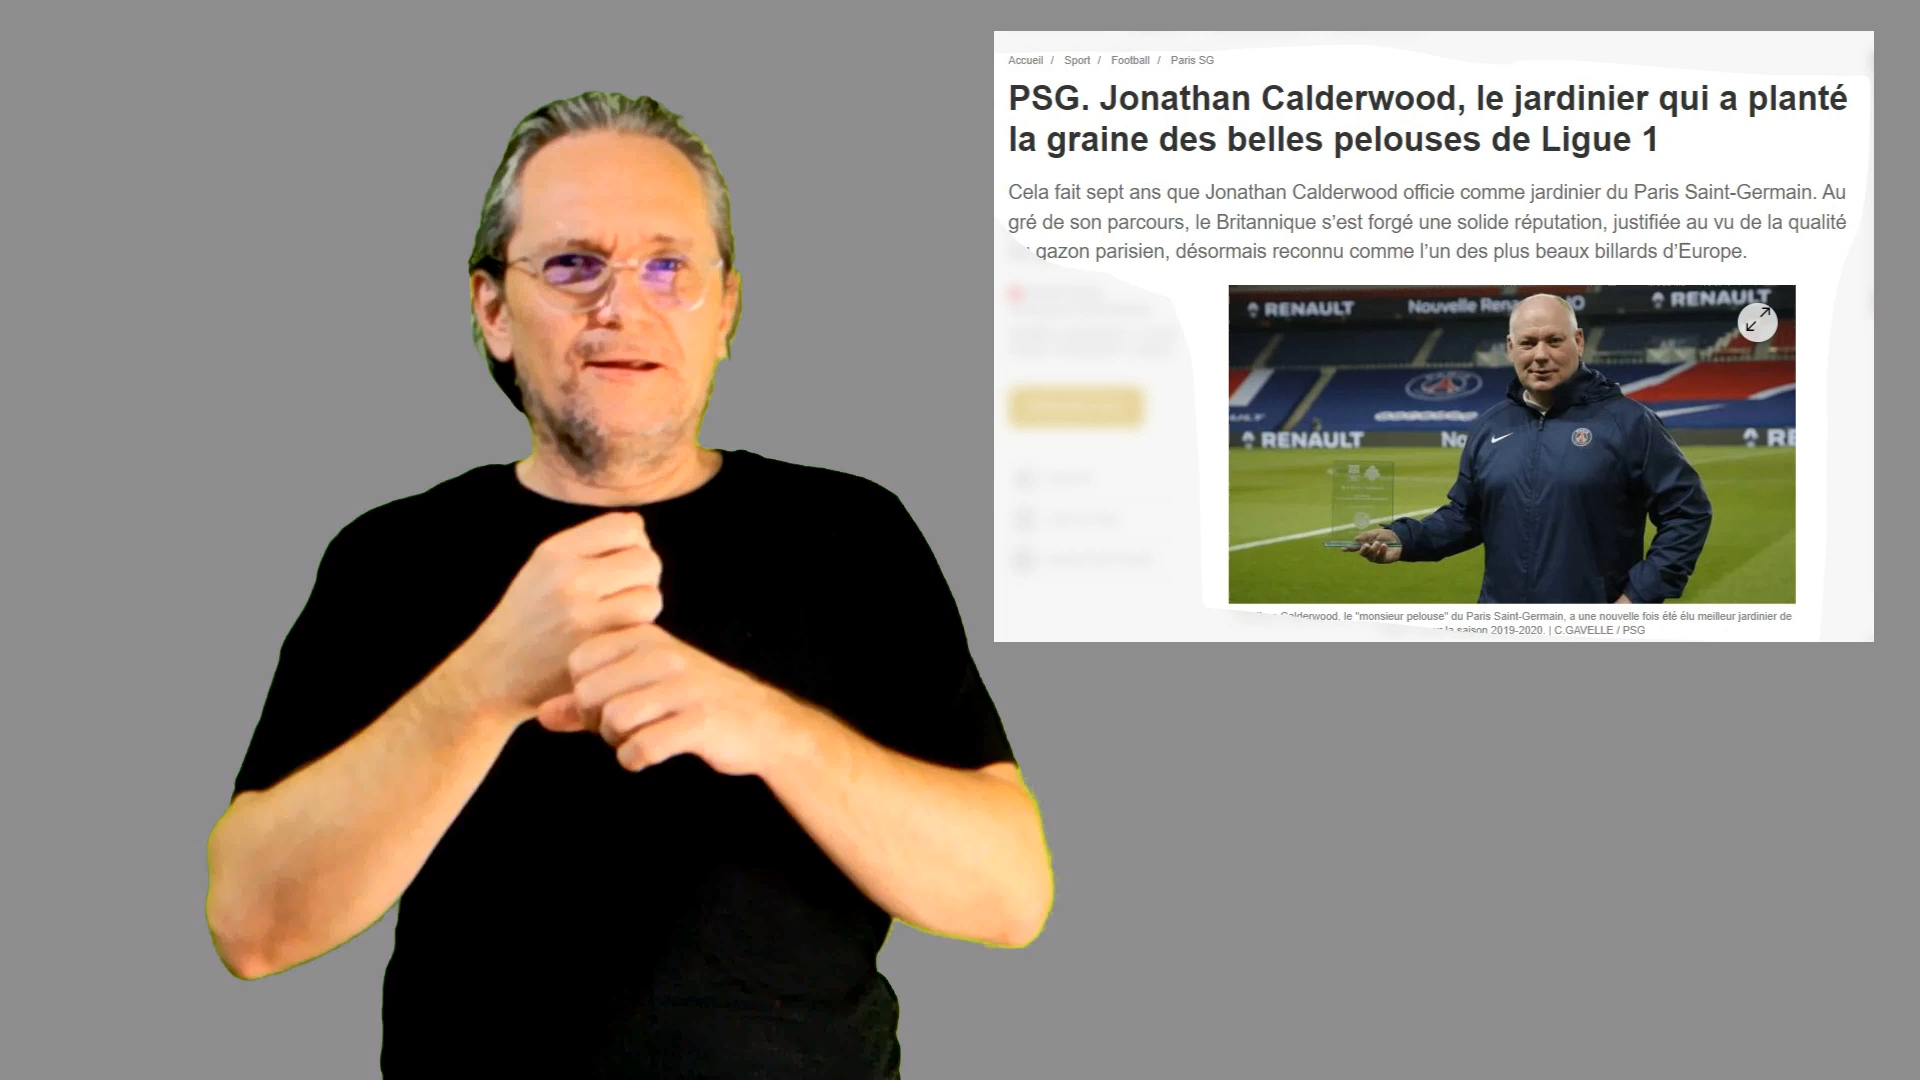 Accueil / Sport / Football / Paris SG
PSG. Jonathan Calderwood, le jardinier qui a planté
la graine des belles pelouses de Ligue 1
Cela fait sept ans que Jonathan Calderwood officie comme jardinier du Paris Saint-Germain. Au
gré de son parcours, le Britannique s’est forgé une solide réputation, justifiée au vu de la qualité
gazon parisien, désormais reconnu comme l’un des plus beaux billards d’Europe.
RENAULT
Nouvelle
RENAULT
PARIS
RENAULT
Calderwood, le "monsieur pelouse" du Paris Saint-Germain, a une nouvelle fois été élu meilleur jardinier de
la saison 2019-2020. | C.GAVELLE / PSG